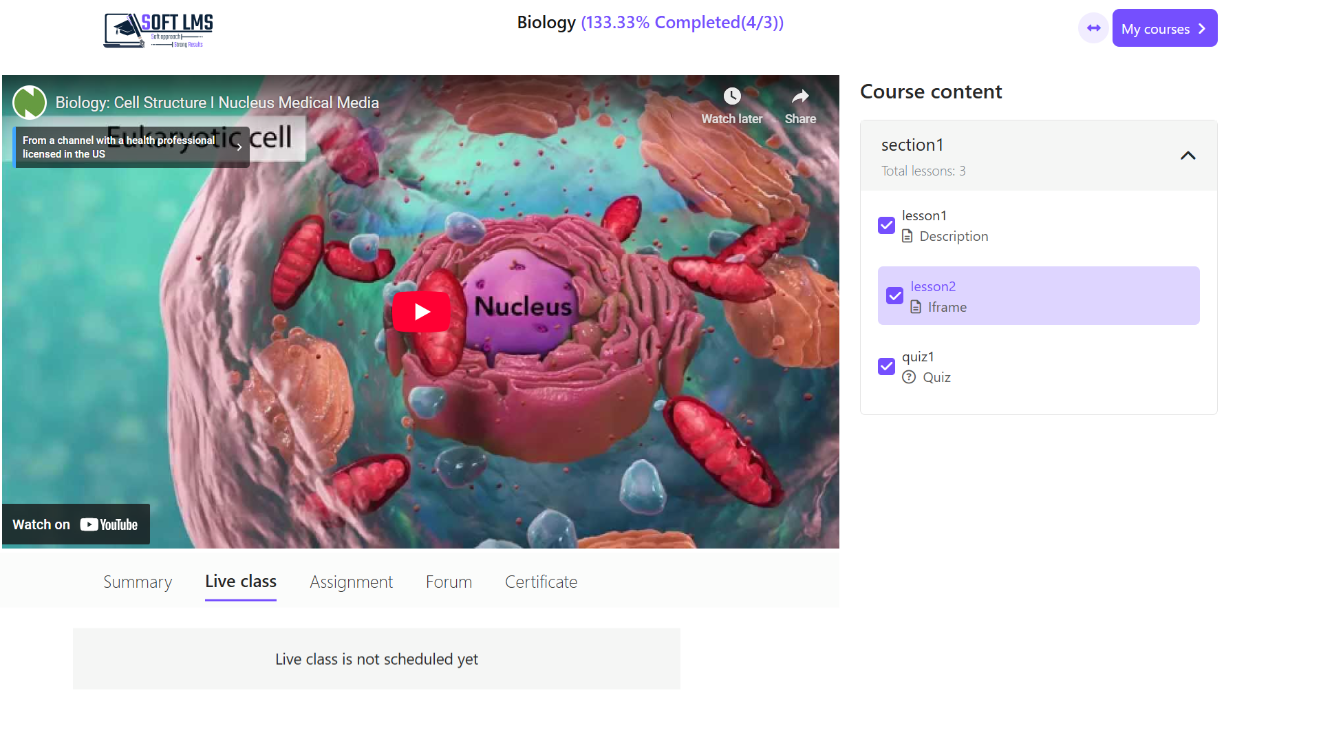 SOFT LMS
Soft approach
Strong Results
Biology (133.33% Completed(4/3))
My courses
Biology: Cell Structure I Nucleus Medical Media
Watch later
Share
Eukaryotic cell
From a channel with a health professional
licensed in the US
Nucleus
Watch on YouTube
Course content
section1
Total lessons: 3
lesson1
Description
lesson2
Iframe
quiz1
Quiz
Summary
Live class
Assignment
Forum
Certificate
Live class is not scheduled yet